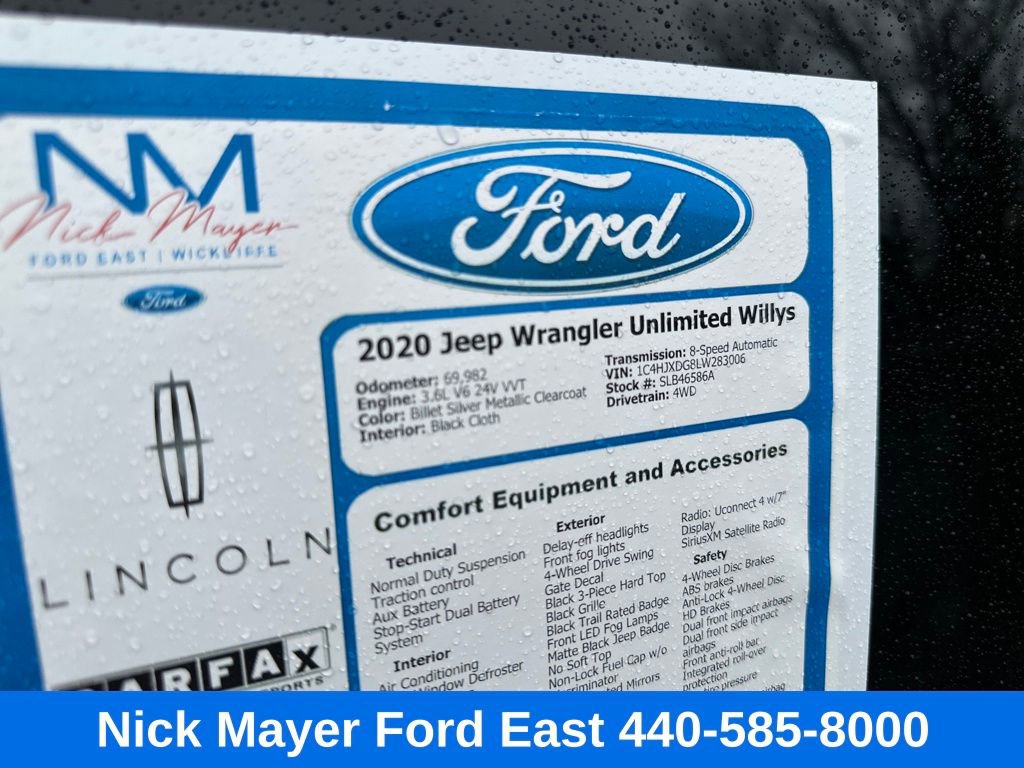 NM
Nick Mayer
FORD EAST | WICKLIFFE
Ford
Ford
LINCOLN
CARFAX
2020 Jeep Wrangler Unlimited Willys
Odometer: 69,982
Engine: 3.6L V6 24V VVT
Color: Billet Silver Metallic Clearcoat
Interior: Black Cloth
Transmission: 8-Speed Automatic
VIN: 1C4HJXDG8LW283006
Stock #: SLB46586A
Drivetrain: 4WD
Comfort Equipment and Accessories
Technical
Normal Duty Suspension
Traction control
Aux Battery
Stop-Start Dual Battery
System
Interior
Air Conditioning
Window Defroster
Exterior
Delay-off headlights
Front fog lights
4-Wheel Drive Swing
Gate Decal
Black 3-Piece Hard Top
Black Grille
Black Trail Rated Badge
Front LED Fog Lamps
Matte Black Jeep Badge
No Soft Top
Non-Lock Fuel Cap w/o
Mirrors
Radio: Uconnect 4 w/7"
Display
SiriusXM Satellite Radio
Safety
4-Wheel Disc Brakes
ABS brakes
Anti-Lock 4-Wheel Disc
HD Brakes
Dual front impact airbags
Dual front side impact
airbags
Front anti-roll bar
Integrated roll-over
protection
pressure
Nick Mayer Ford East 440-585-8000